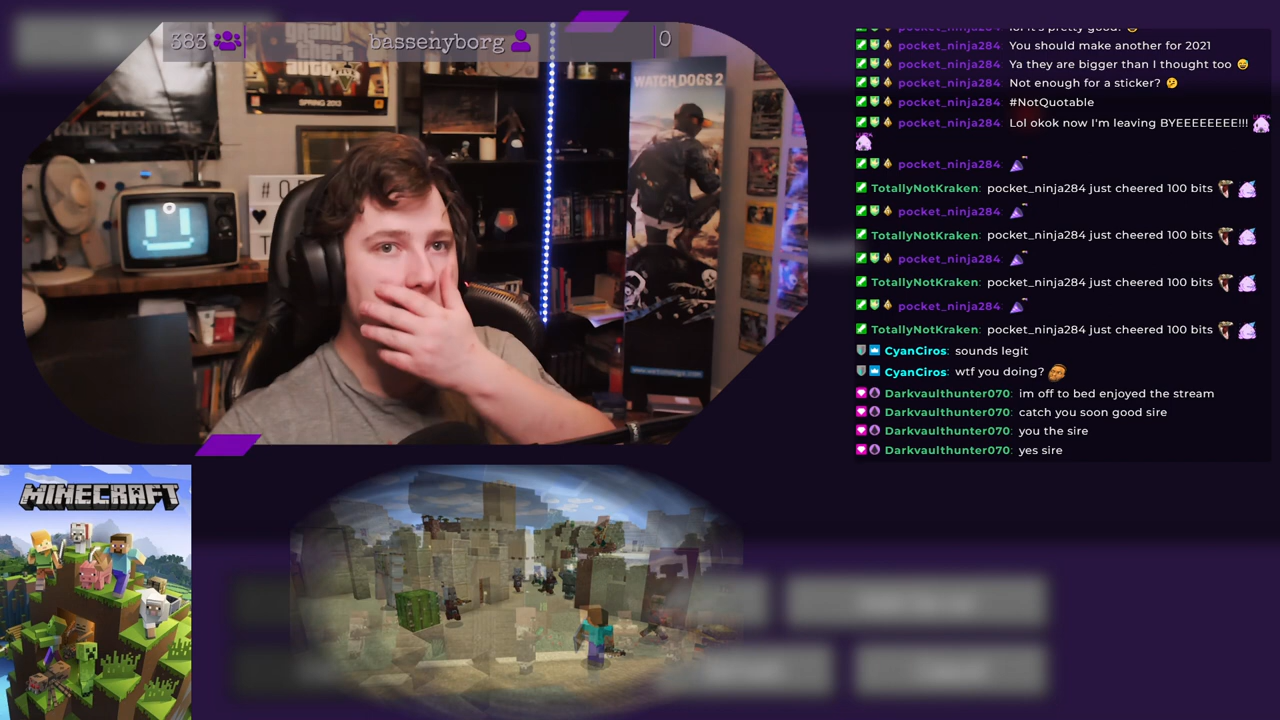 383
bassenyborg
0
SPRING 2013
PROTECT
TRANSFORMERS
WATCH DOGS 2
pocket_ninja284: You should make another for 2021
pocket_ninja284: Ya they are bigger than I thought too 😄
pocket_ninja284: Not enough for a sticker? 🤔
pocket_ninja284: #NotQuotable
pocket_ninja284: Lol okok now I'm leaving BYEEEEEEEE!!!
pocket_ninja284:
TotallyNotKraken: pocket_ninja284 just cheered 100 bits
pocket_ninja284:
TotallyNotKraken: pocket_ninja284 just cheered 100 bits
pocket_ninja284:
TotallyNotKraken: pocket_ninja284 just cheered 100 bits
pocket_ninja284:
TotallyNotKraken: pocket_ninja284 just cheered 100 bits
CyanCiros: sounds legit
CyanCiros: wtf you doing?
Darkvaulthunter070: im off to bed enjoyed the stream
Darkvaulthunter070: catch you soon good sire
Darkvaulthunter070: you the sire
Darkvaulthunter070: yes sire
MINECRAFT